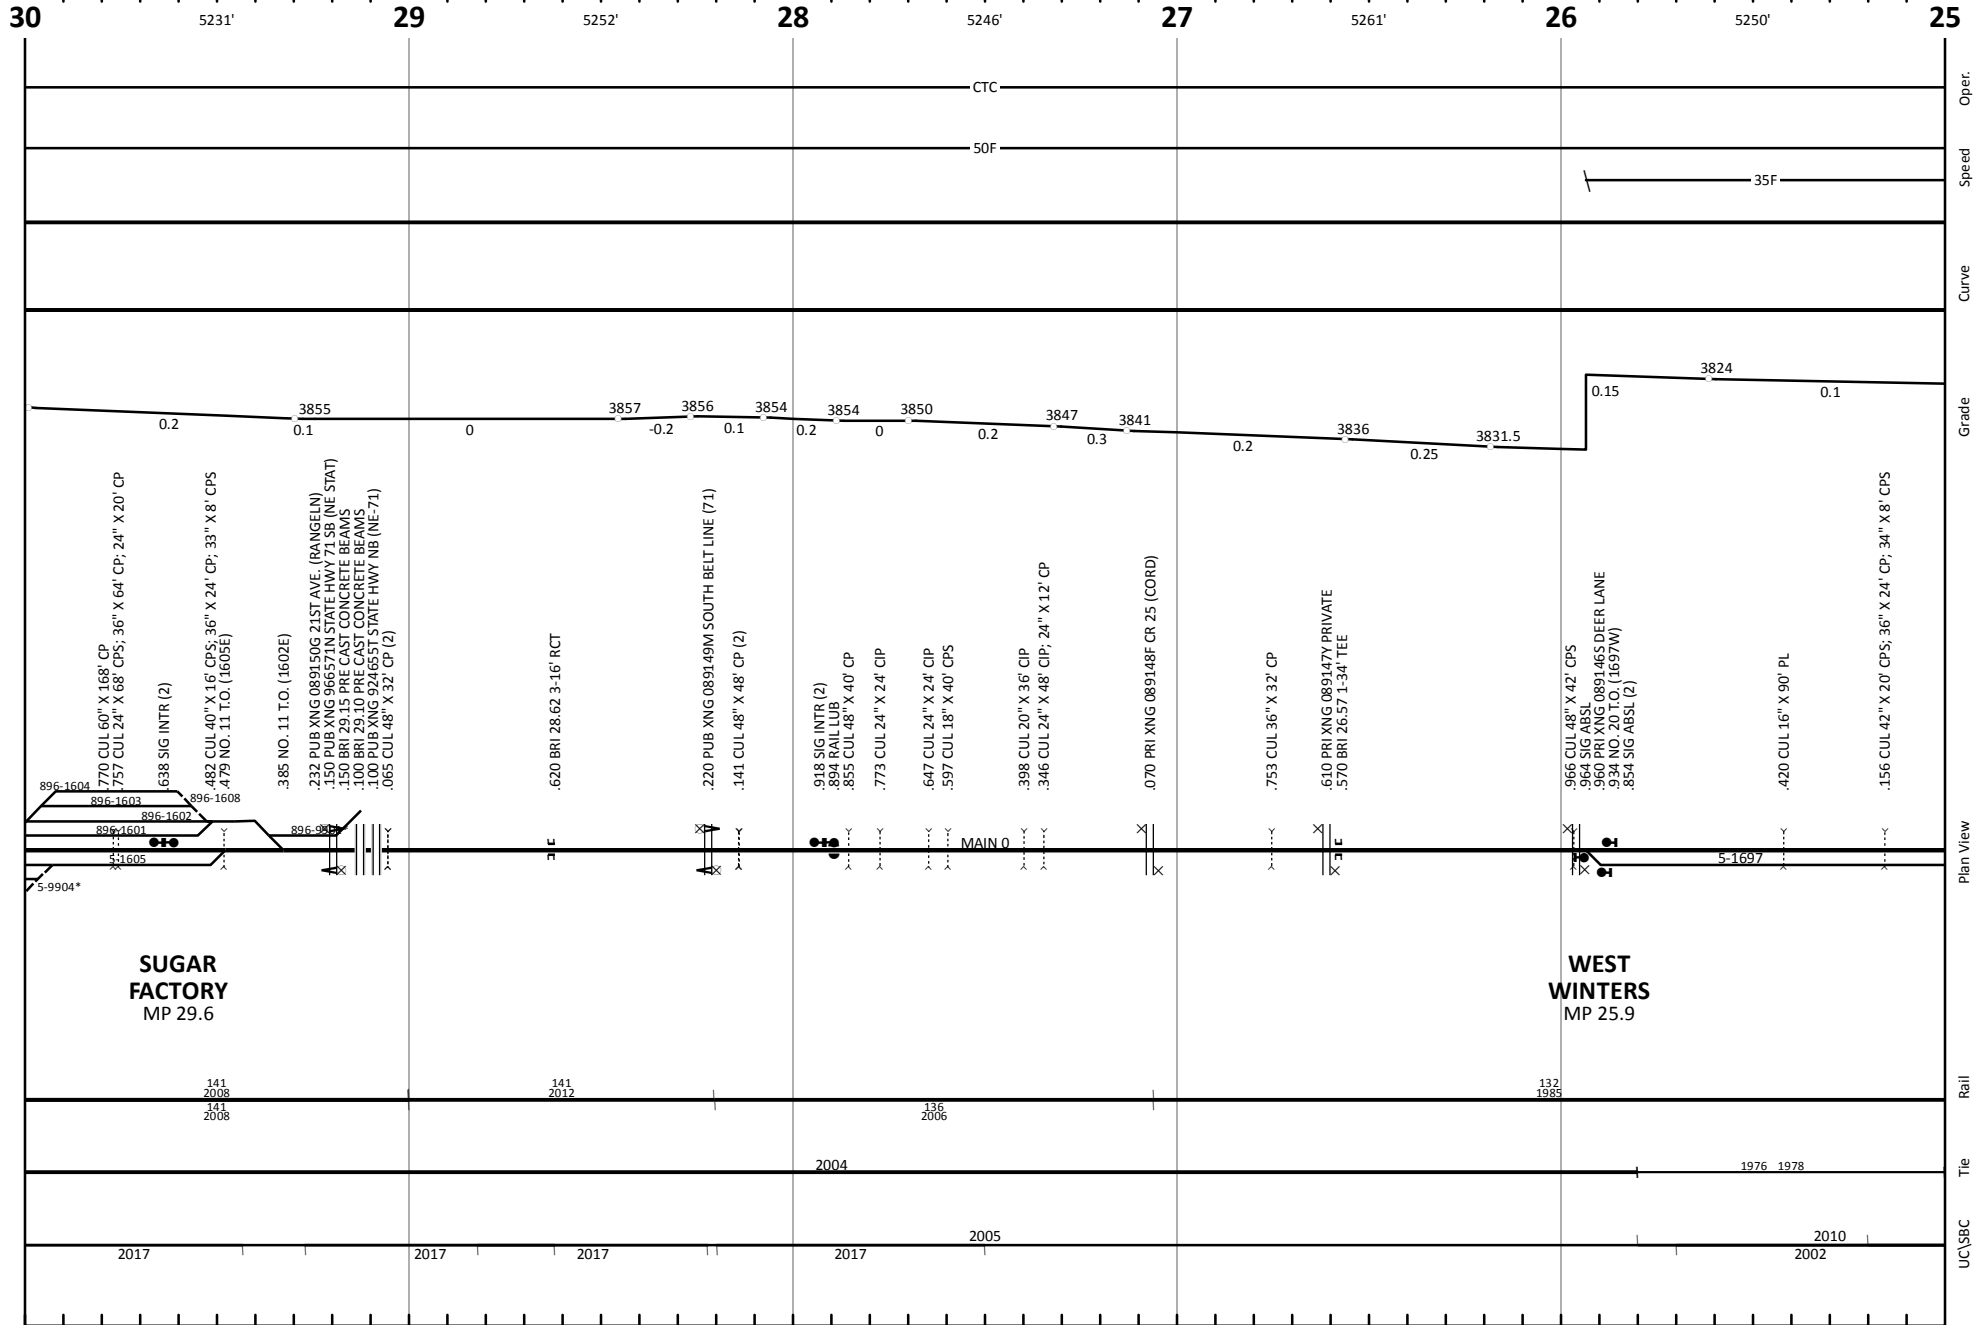 30 5231' 29 5252' 28 5246' 27 5261' 26 5250' 25
CTC
Oper.
50F
35F
Speed
Curve
3855 3857 3856 3854 3854 3850 3847 3841 3836 3831.5 3824
0.2 0.1 0 -0.2 0.1 0.2 0 0.2 0.3 0.2 0.25 0.15 0.1
Grade
.770 CUL 60" X 168' CP
.757 CUL 24" X 68' CPS; 36" X 64' CP; 24" X 20' CP
.638 SIG INTR (2)
.482 CUL 40" X 16' CPS; 36" X 24' CP; 33" X 8' CPS
.479 NO. 11 T.O. (1605E)
.385 NO. 11 T.O. (1602E)
.232 PUB XNG 089150G 21ST AVE. (RANGELN)
.150 PUB XNG 966571N STATE HWY 71 SB (NE STAT)
.150 BRI 29.15 PRE CAST CONCRETE BEAMS
.100 BRI 29.10 PRE CAST CONCRETE BEAMS
.100 PUB XNG 924655T STATE HWY NB (NE-71)
.065 CUL 48" X 32' CP (2)
.620 BRI 28.62 3-16' RCT
.220 PUB XNG 089149M SOUTH BELT LINE (71)
.141 CUL 48" X 48' CP (2)
.918 SIG INTR (2)
.894 RAIL LUB
.855 CUL 48" X 40' CP
.773 CUL 24" X 24' CIP
.647 CUL 24" X 24' CIP
.597 CUL 18" X 40' CPS
.398 CUL 20" X 36' CIP
.346 CUL 24" X 48' CIP; 24" X 12' CP
.070 PRI XNG 089148F CR 25 (CORD)
.753 CUL 36" X 32' CP
.610 PRI XNG 089147Y PRIVATE
.570 BRI 26.57 1-34' TEE
.966 CUL 48" X 42' CPS
.964 SIG ABSL
.960 PRI XNG 089146S DEER LANE
.934 NO. 20 T.O. (1697W)
.854 SIG ABSL (2)
.420 CUL 16" X 90' PL
.156 CUL 42" X 20' CPS; 36" X 24' CP; 34" X 8' CPS
896-1604
896-1603
896-1608
896-1602
896-1601
5-1605
5-9904*
MAIN 0
5-1697
Plan View
SUGAR
FACTORY
MP 29.6
WEST
WINTERS
MP 25.9
141
2008
141
2008
141
2012
136
2006
132
1985
Rail
2004
1976 1978
Tie
2005
2010
2017 2017 2017 2017 2002
UC\SBC